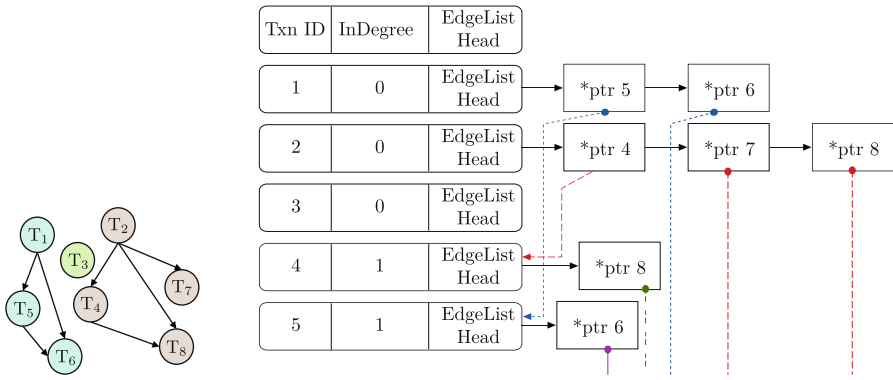 Txn ID InDegree EdgeList Head
1 0 EdgeList Head *ptr 5 *ptr 6
2 0 EdgeList Head *ptr 4 *ptr 7 *ptr 8
3 0 EdgeList Head
4 1 EdgeList Head *ptr 8
5 1 EdgeList Head *ptr 6
T1
T2
T3
T5
T4
T7
T6
T8